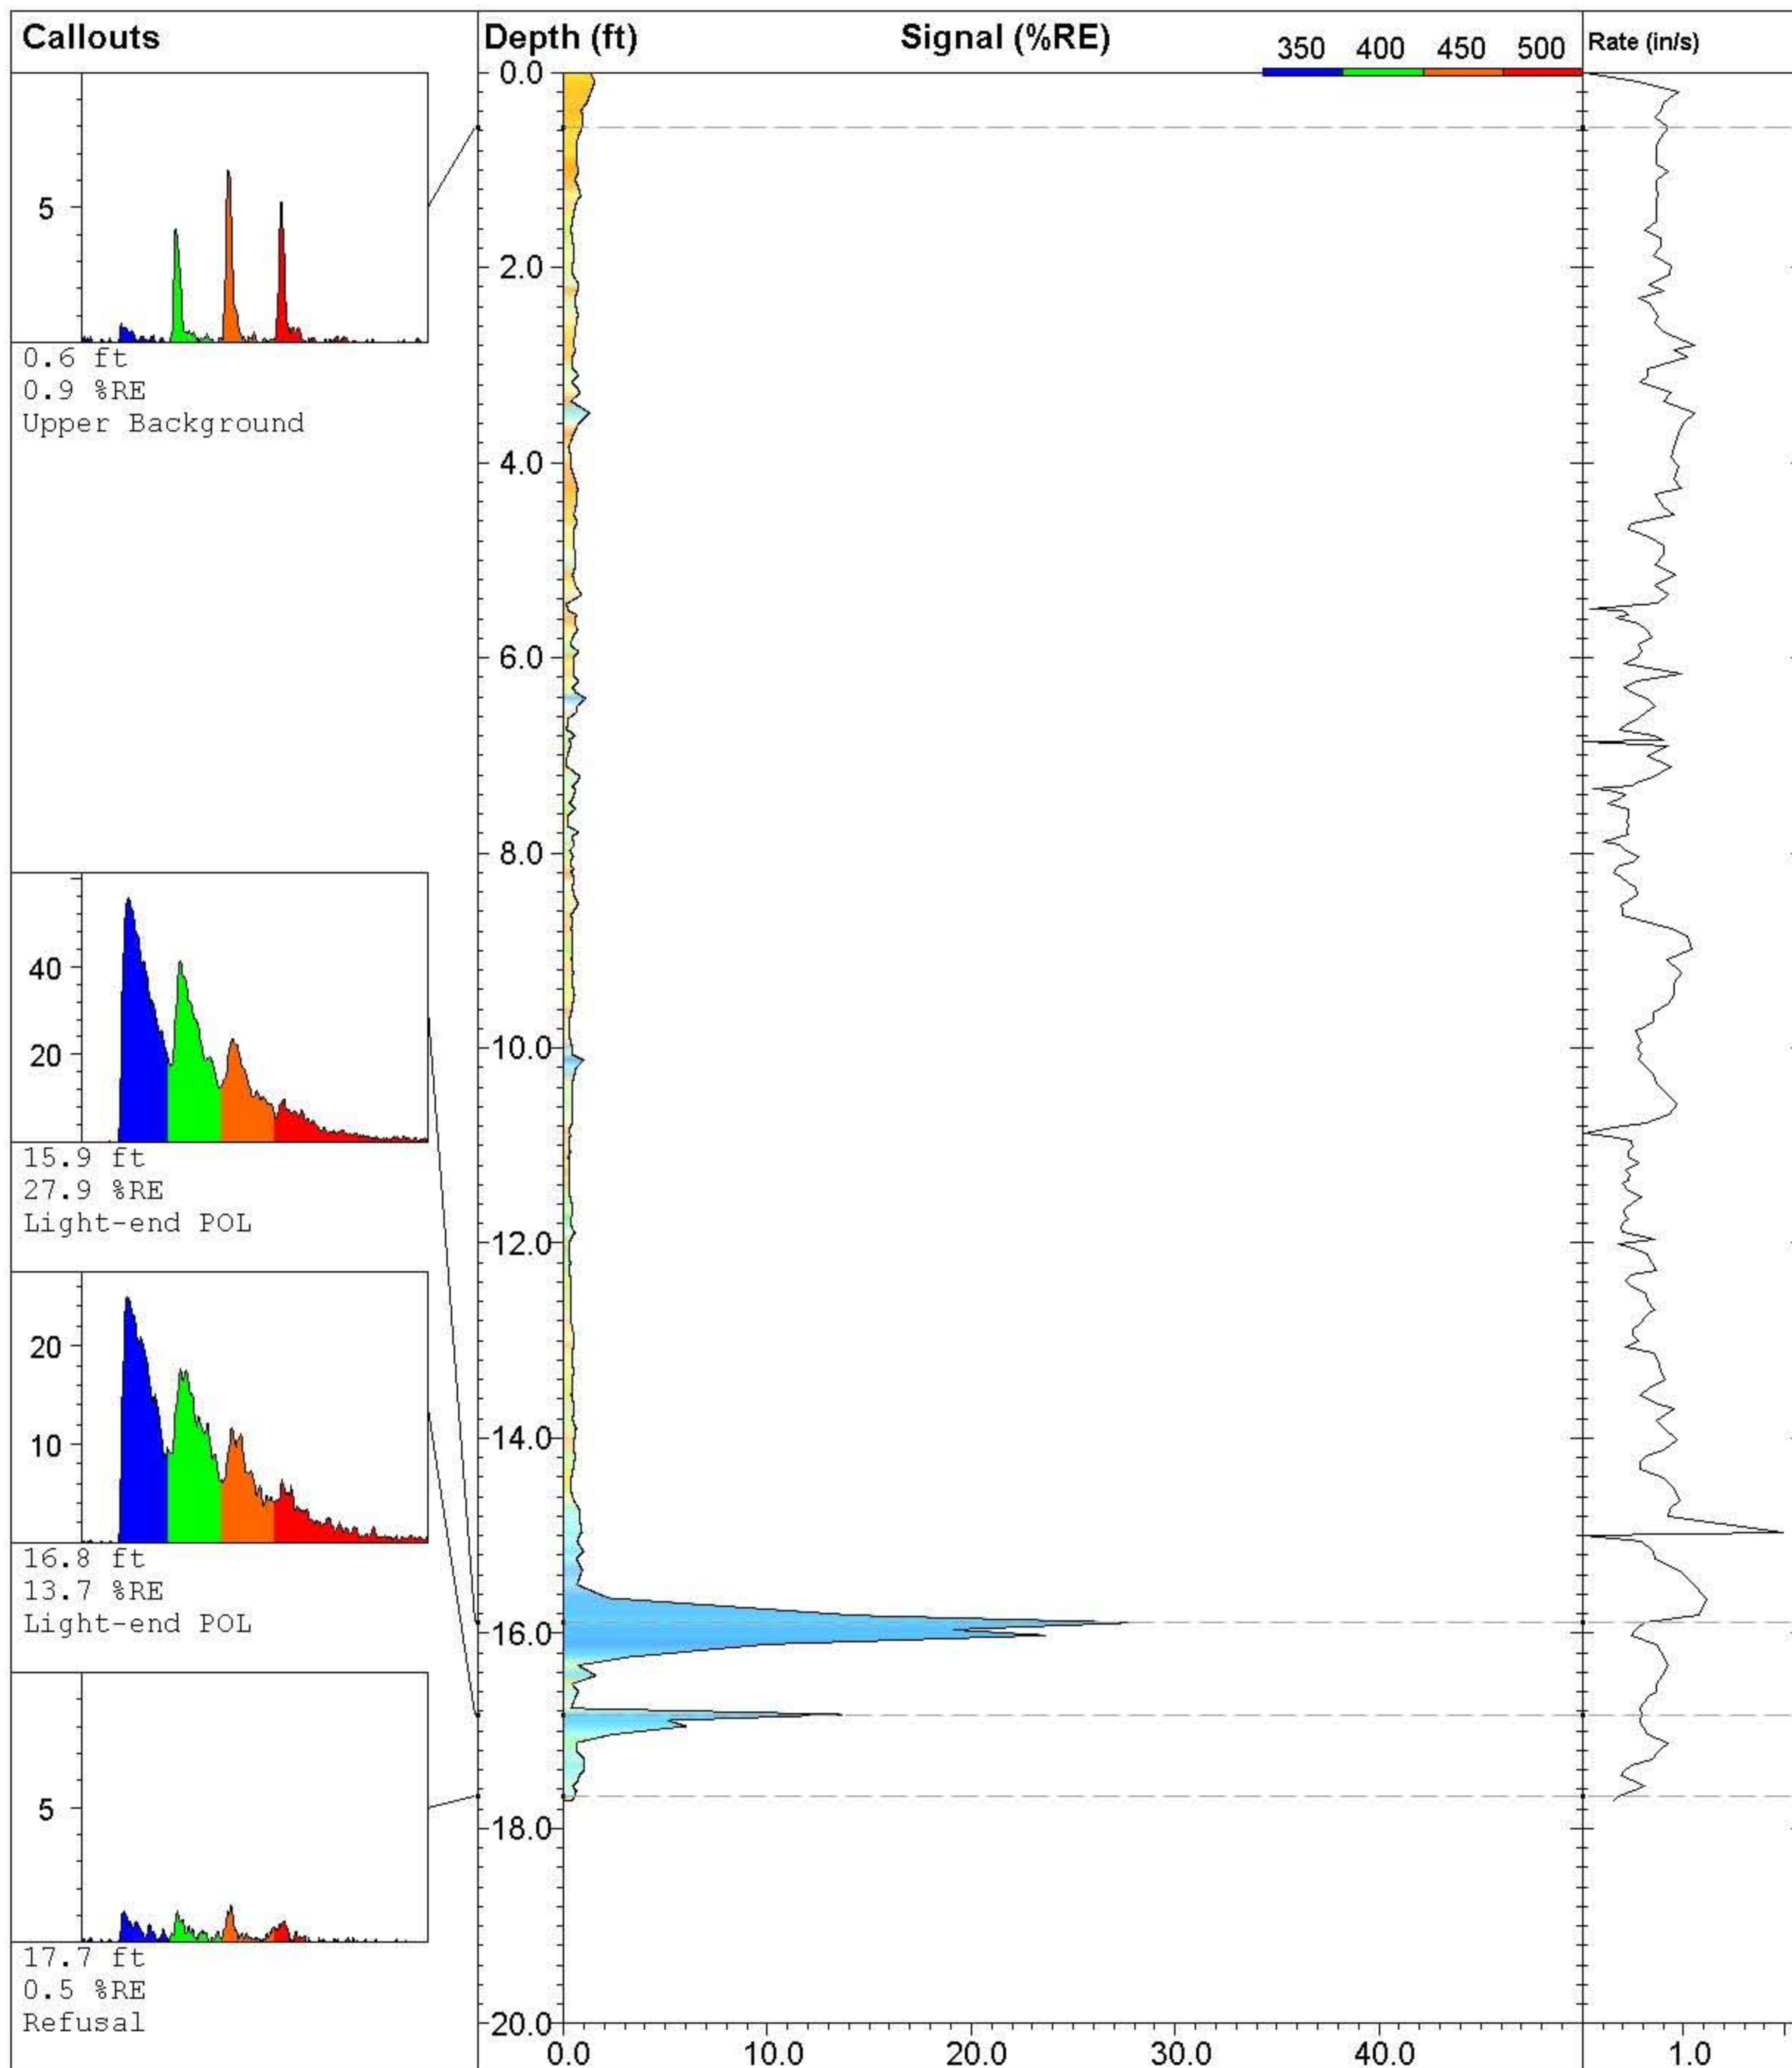 Callouts
Depth (ft)
Signal (%RE)
350 400 450 500
Rate (in/s)
5
0.6 ft
0.9 %RE
Upper Background
40
20
15.9 ft
27.9 %RE
Light-end POL
20
10
16.8 ft
13.7 %RE
Light-end POL
5
17.7 ft
0.5 %RE
Refusal
0.0
2.0
4.0
6.0
8.0
10.0
12.0
14.0
16.0
18.0
20.0
0.0 10.0 20.0 30.0 40.0
1.0